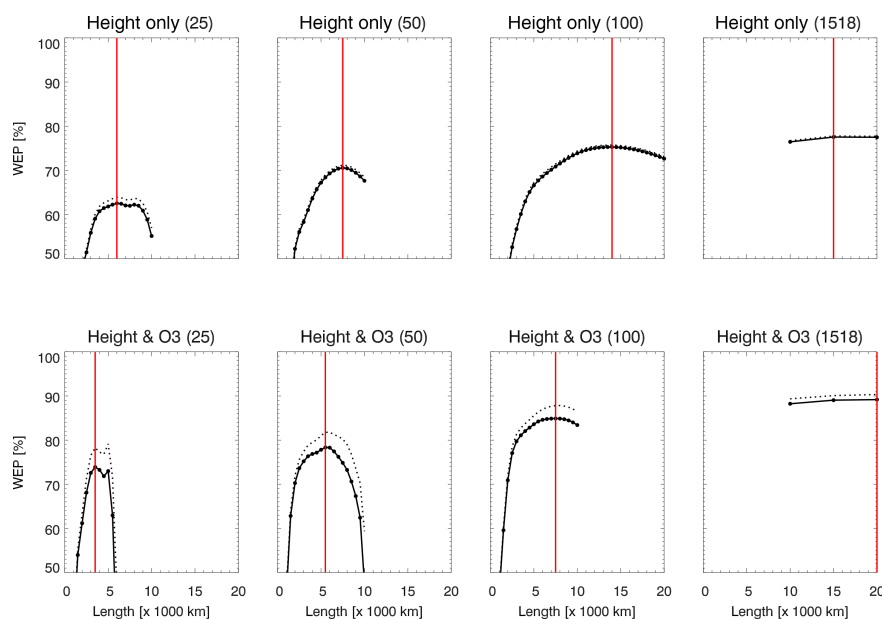 Height only (25) Height only (50) Height only (100) Height only (1518)
100
90
80
70
60
50
WEP [%]
Height & O3 (25) Height & O3 (50) Height & O3 (100) Height & O3 (1518)
100
90
80
70
60
50
WEP [%]
0 5 10 15 20 0 5 10 15 20 0 5 10 15 20 0 5 10 15 20
Length [x 1000 km] Length [x 1000 km] Length [x 1000 km] Length [x 1000 km]